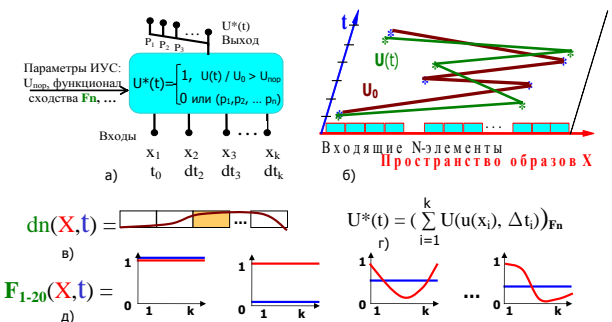 U*(t)
Выход
P1 P2 P3 ...
Параметры ИУС:
Uпор, функционал
сходства Fn, ...
U*(t)={1, U(t) / U0 > Uпор
0 или (p1,p2, ... pn)
Входы
x1 x2 x3 xk
t0 dt2 dt3 dtk
а)
t
U(t)
U0
...
Входящие N-элементы
Пространство образов X
б)
dn(X,t) =
...
в)
U*(t) = ( k ∑ i=1 U(u(xi), Δti))Fn
г)
F1-20(X,t) =
1 0 1 k
1 0 1 k
1 0 1 k
...
1 0 1 k
д)